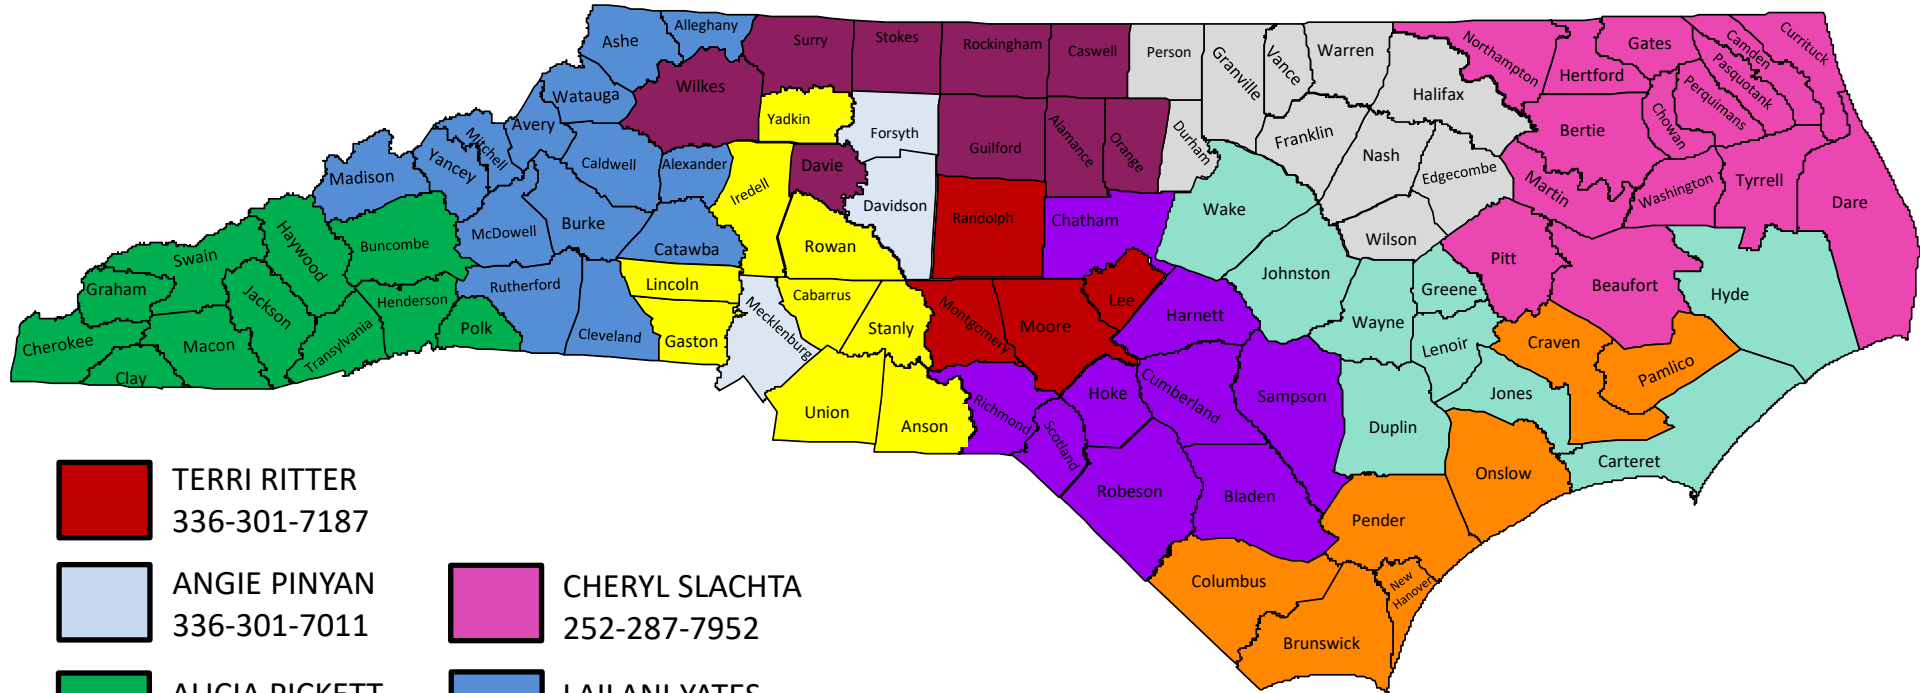 Ashe
Alleghany
Surry
Stokes
Rockingham
Caswell
Person
Granville
Vance
Warren
Northampton
Gates
Camden
Currituck
Hertford
Pasquotank
Perquimans
Chowan
Halifax
Wilkes
Watauga
Avery
Mitchell
Yancey
Madison
Caldwell
Alexander
Yadkin
Forsyth
Guilford
Alamance
Orange
Durham
Franklin
Nash
Edgecombe
Bertie
Martin
Washington
Tyrrell
Dare
Iredell
Davie
Davidson
Randolph
Chatham
Wake
Wilson
Pitt
Beaufort
Hyde
Haywood
Buncombe
McDowell
Burke
Catawba
Rowan
Swain
Graham
Jackson
Henderson
Rutherford
Lincoln
Cabarrus
Stanly
Montgomery
Moore
Lee
Harnett
Johnston
Greene
Wayne
Lenoir
Craven
Pamlico
Cherokee
Macon
Transylvania
Polk
Cleveland
Gaston
Mecklenburg
Clay
Union
Anson
Richmond
Scotland
Hoke
Cumberland
Sampson
Duplin
Jones
Onslow
Carteret
Robeson
Bladen
Pender
Columbus
Brunswick
New
Hanover
TERRI RITTER
336-301-7187
ANGIE PINYAN
336-301-7011
CHERYL SLACHTA
252-287-7952
ALICIA PICKETT
LAILANI YATES